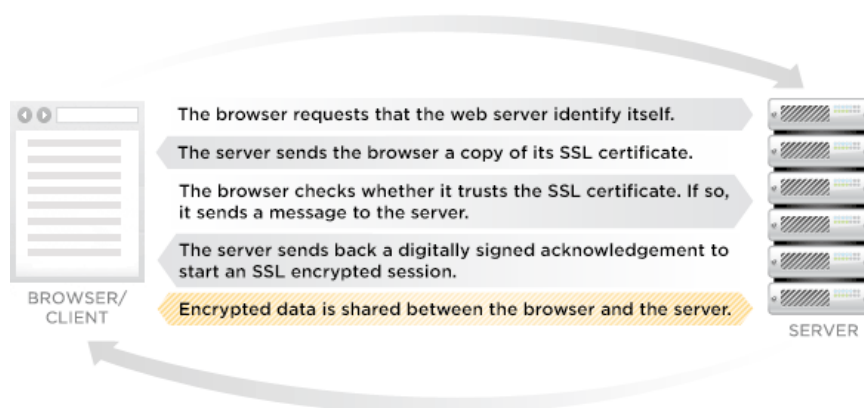 The browser requests that the web server identify itself.
The server sends the browser a copy of its SSL certificate.
The browser checks whether it trusts the SSL certificate. If so,
it sends a message to the server.
The server sends back a digitally signed acknowledgement to
start an SSL encrypted session.
Encrypted data is shared between the browser and the server.
BROWSER/
CLIENT
SERVER